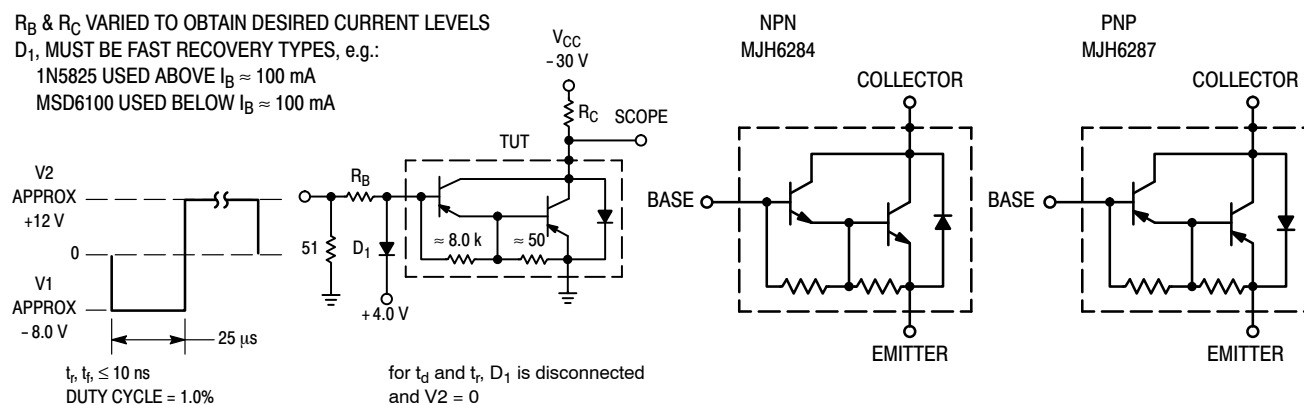 R_B & R_C VARIED TO OBTAIN DESIRED CURRENT LEVELS
D_1, MUST BE FAST RECOVERY TYPES, e.g.:
1N5825 USED ABOVE I_B ≈ 100 mA
MSD6100 USED BELOW I_B ≈ 100 mA
V2
APPROX
+12 V
0
V1
APPROX
- 8.0 V
25 μs
t_r, t_f, ≤ 10 ns
DUTY CYCLE = 1.0%
V_CC
- 30 V
R_C
SCOPE
TUT
R_B
51
D_1
≈ 8.0 k
≈ 50
+ 4.0 V
for t_d and t_r, D_1 is disconnected
and V2 = 0
NPN
MJH6284
COLLECTOR
BASE
EMITTER
PNP
MJH6287
COLLECTOR
BASE
EMITTER